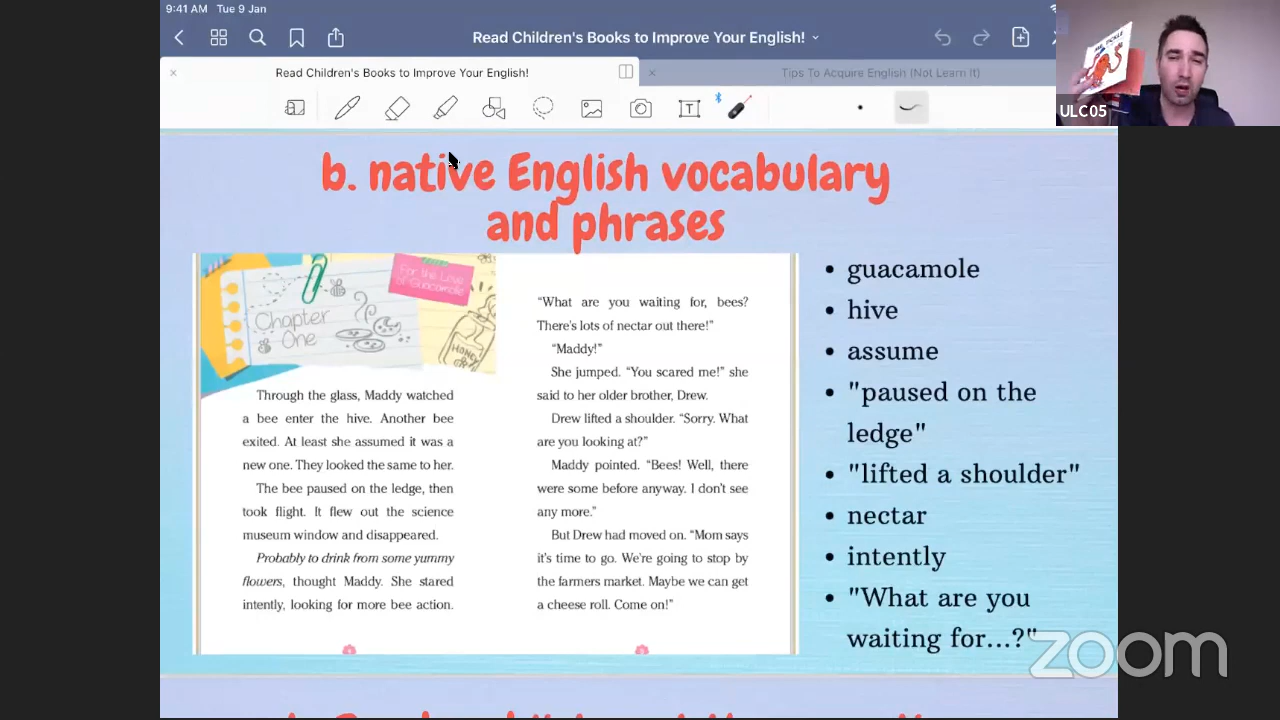 9:41 AM Tue 9 Jan
Read Children's Books to Improve Your English!
Read Children's Books to Improve Your English!
Tips To Acquire English (Not Learn It)
T
ULC05
b. native English vocabulary
and phrases
For the Love
of Guacamole
Chapter
One
HONEY
Through the glass, Maddy watched
a bee enter the hive. Another bee
exited. At least she assumed it was a
new one. They looked the same to her.
The bee paused on the ledge, then
took flight. It flew out the science
museum window and disappeared.
Probably to drink from some yummy
flowers, thought Maddy. She stared
intently, looking for more bee action.
“What are you waiting for, bees?
There's lots of nectar out there!”
“Maddy!”
She jumped. “You scared me!” she
said to her older brother, Drew.
Drew lifted a shoulder. “Sorry. What
are you looking at?”
Maddy pointed. “Bees! Well, there
were some before anyway. I don't see
any more.”
But Drew had moved on. “Mom says
it's time to go. We're going to stop by
the farmers market. Maybe we can get
a cheese roll. Come on!”
• guacamole
• hive
• assume
• "paused on the
ledge"
• "lifted a shoulder"
• nectar
• intently
• "What are you
waiting for...?"
zoom